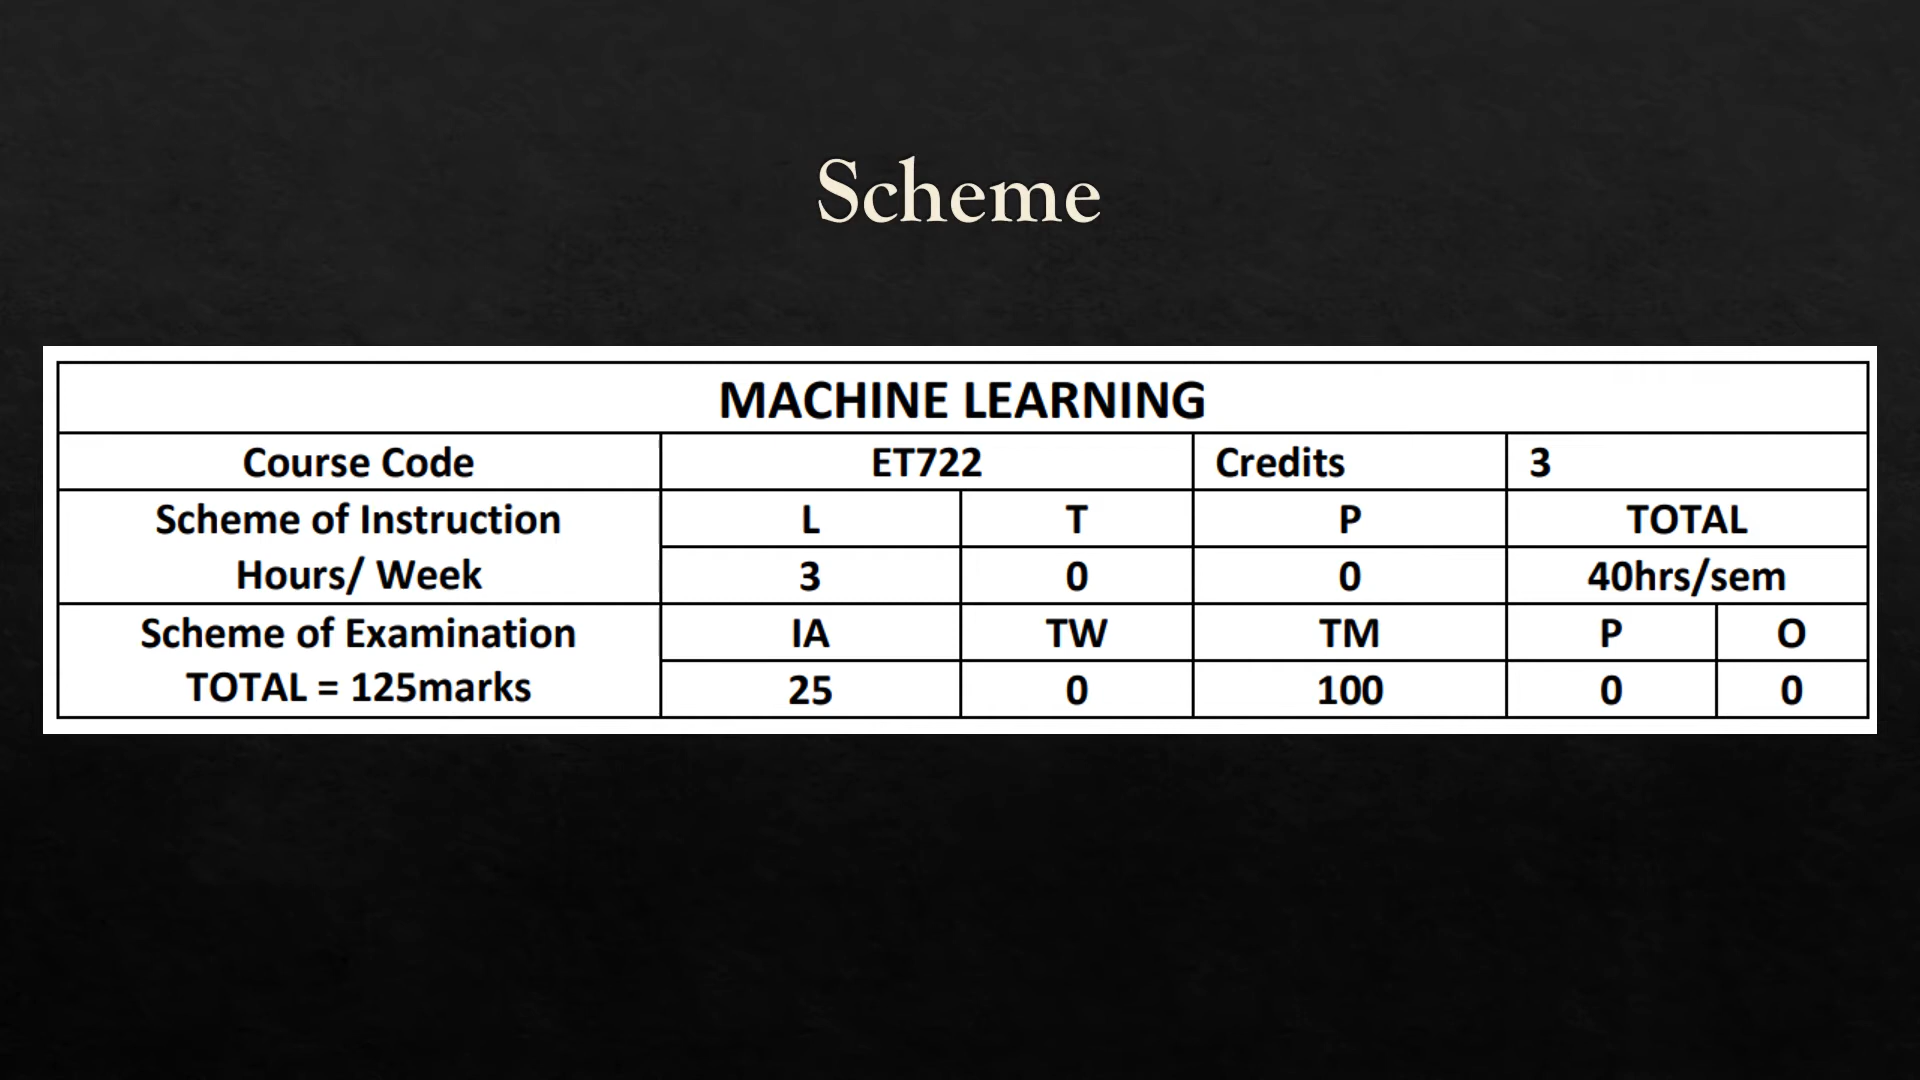 Scheme
MACHINE LEARNING
Course Code ET722 Credits 3
Scheme of Instruction L T P TOTAL
Hours/ Week 3 0 0 40hrs/sem
Scheme of Examination IA TW TM P O
TOTAL = 125marks 25 0 100 0 0